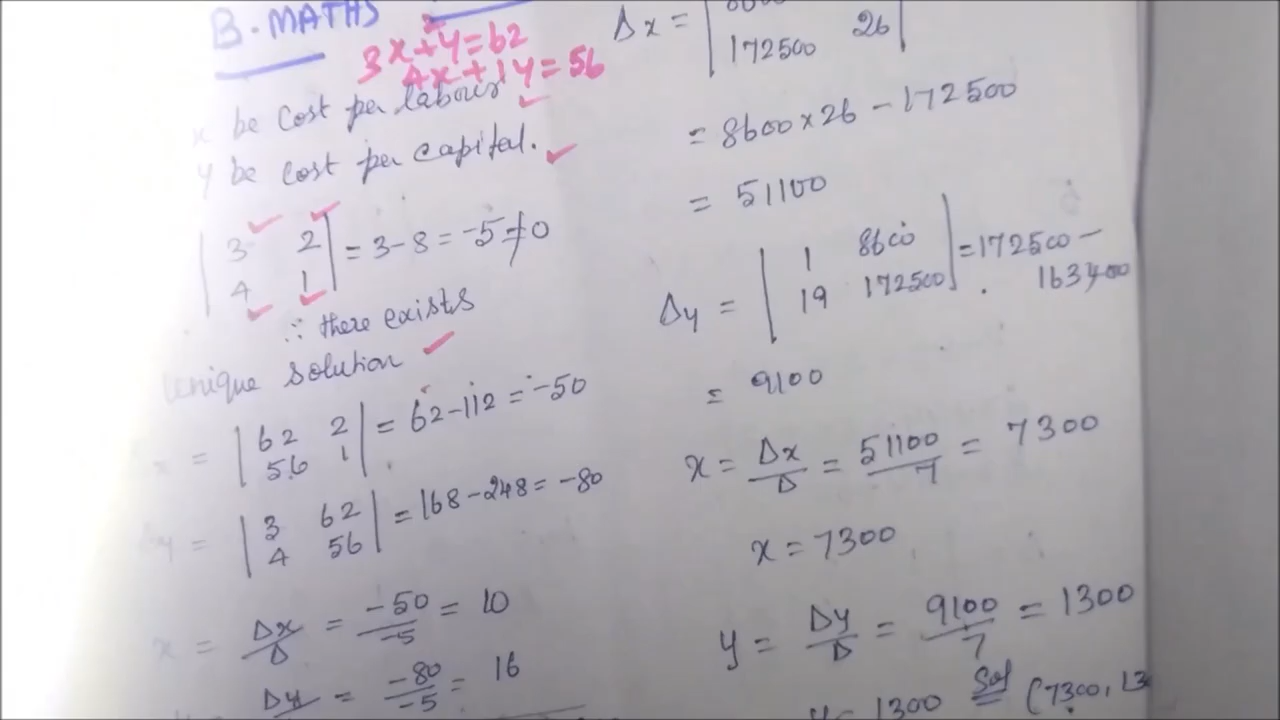 B. MATHS
3x+2y=62
4x+1y=56
x be cost per labour
y be cost per capital.
| 3 2 |
| 4 1 | = 3-8 = -5 ≠ 0
∴ there exists
Unique solution
= | 62 2 |
| 56 1 | = 62-112 = -50
y = | 3 62 |
| 4 56 | = 168-248 = -80
x = Δx/Δ = -50/-5 = 10
Δy = -80/-5 = 16
Δx = |
| 172500 26 |
= 8600×26 - 172500
= 51100
Δy = | 1 8600 |
| 19 172500 | = 172500 - 163400
= 9100
x = Δx/Δ = 51100/7 = 7300
x = 7300
y = Δy/Δ = 9100/7 = 1300
y = 1300 Sol (7300, 13